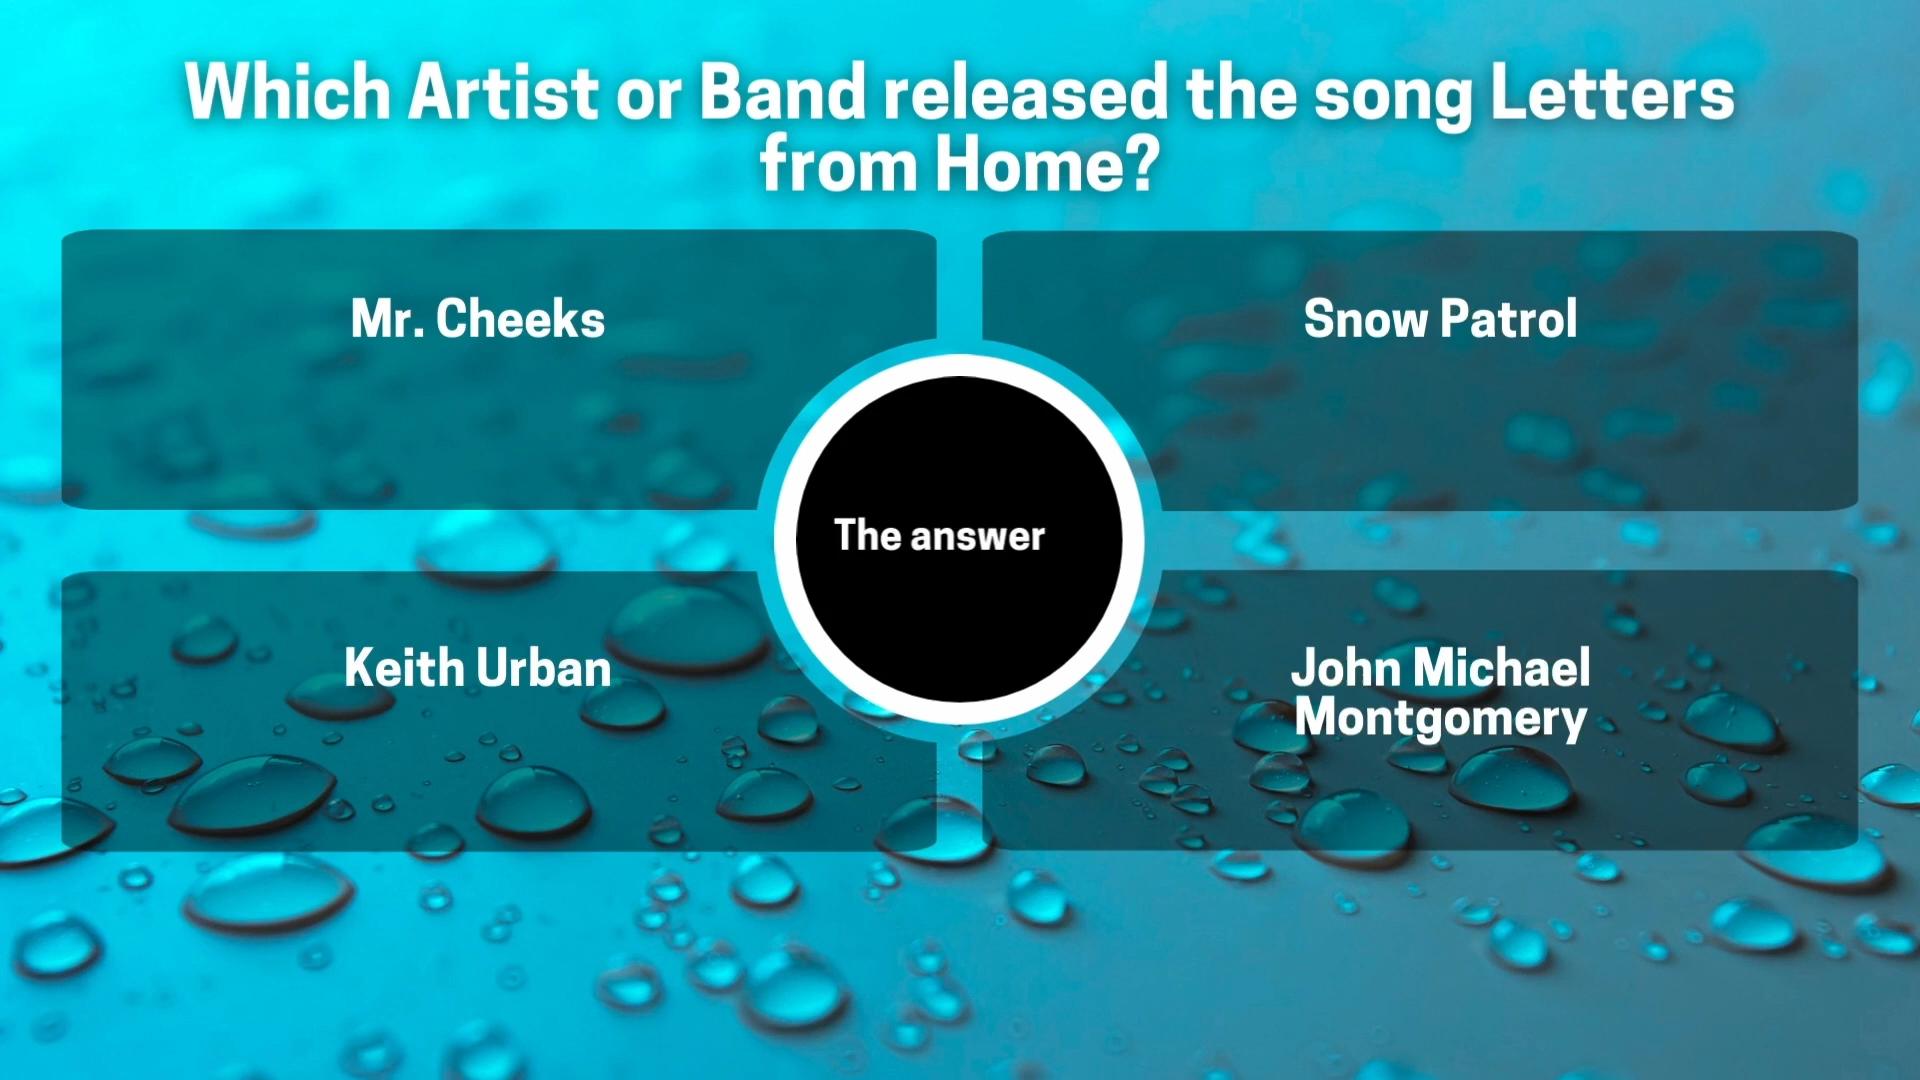 Which Artist or Band released the song Letters
from Home?
Mr. Cheeks
Snow Patrol
The answer
Keith Urban
John Michael
Montgomery